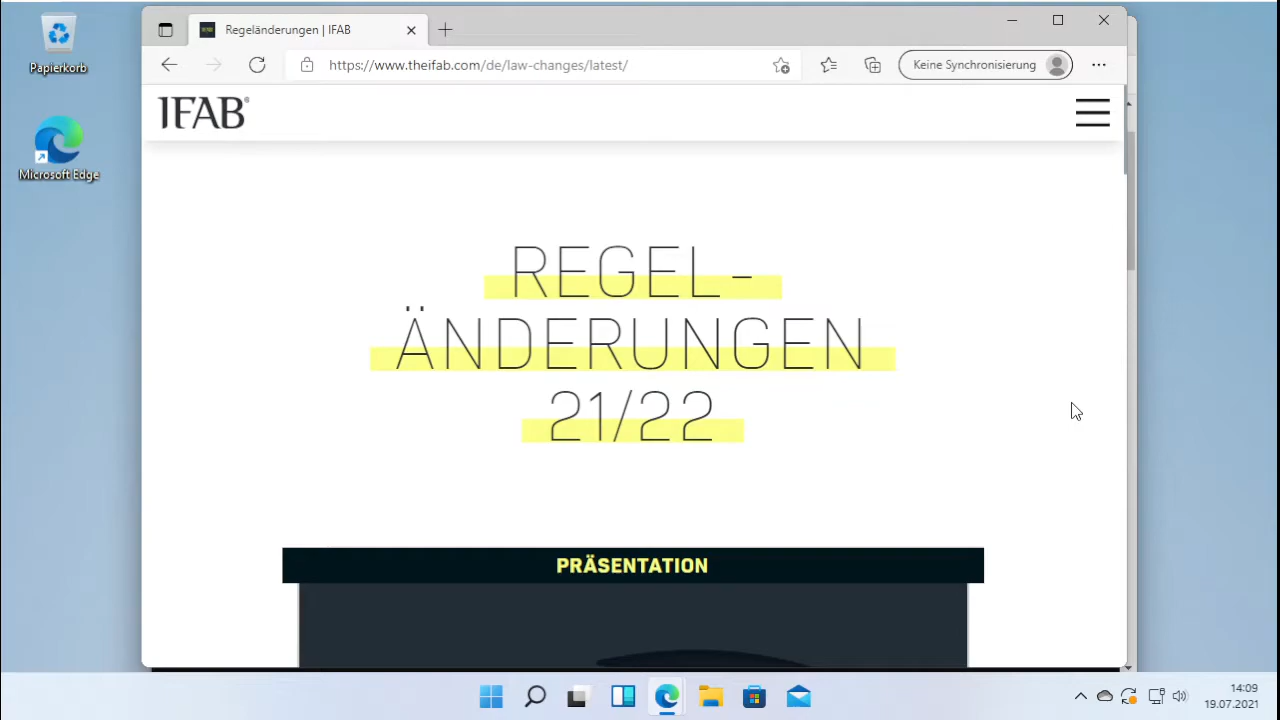 Papierkorb
Microsoft Edge
Regeländerungen | IFAB
https://www.theifab.com/de/law-changes/latest/
Keine Synchronisierung
IFAB®
REGEL-
ÄNDERUNGEN
21/22
PRÄSENTATION
14:09
19.07.2021